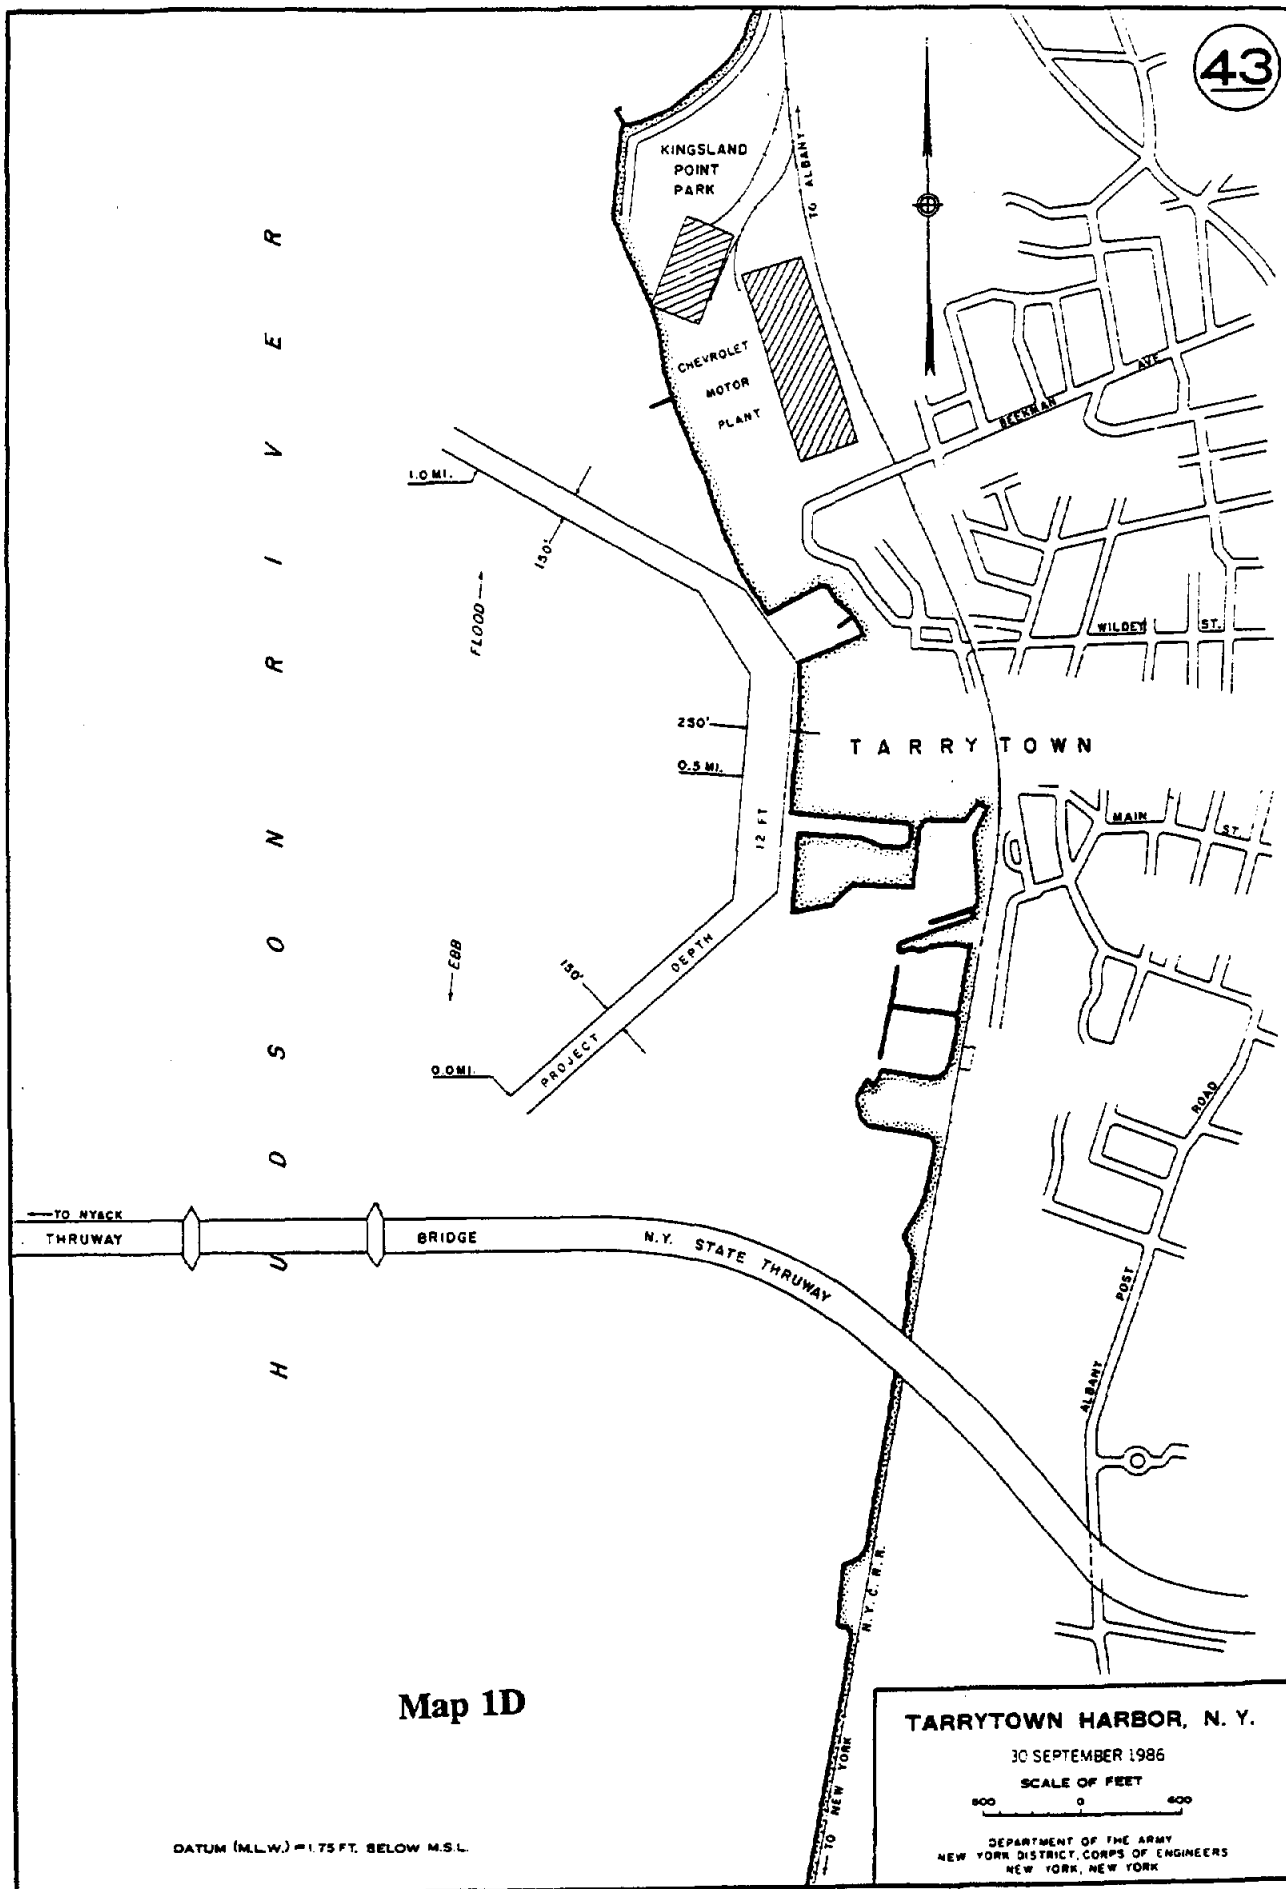 43
KINGSLAND
POINT
PARK
TO ALBANY
CHEVROLET
MOTOR
PLANT
BEEKMAN AVE.
1.0 MI.
150'
FLOOD
WILDEY ST.
250'
0.5 MI.
TARRYTOWN
12 FT
MAIN ST
HUDSON RIVER
EBB
150'
PROJECT DEPTH
0.0 MI.
ALBANY POST ROAD
TO NYACK
THRUWAY BRIDGE
N.Y. STATE THRUWAY
N.Y.C.R.R.
TO NEW YORK
Map 1D
DATUM (M.L.W.) = 1.75 FT. BELOW M.S.L.
TARRYTOWN HARBOR, N. Y.
30 SEPTEMBER 1986
SCALE OF FEET
0
DEPARTMENT OF THE ARMY
NEW YORK DISTRICT, CORPS OF ENGINEERS
NEW YORK, NEW YORK